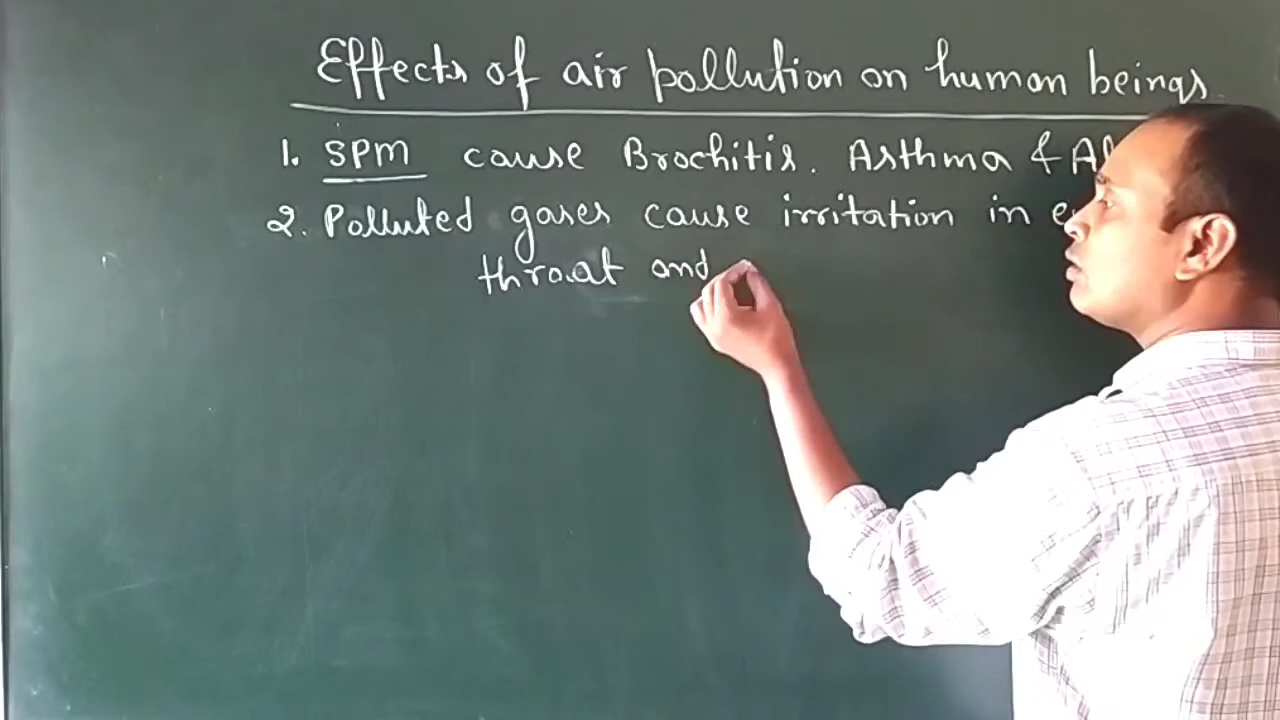 Effects of air pollution on human beings
1. SPM cause Brochitis. Asthma & Al
2. Polluted gases cause irritation in e
throat and